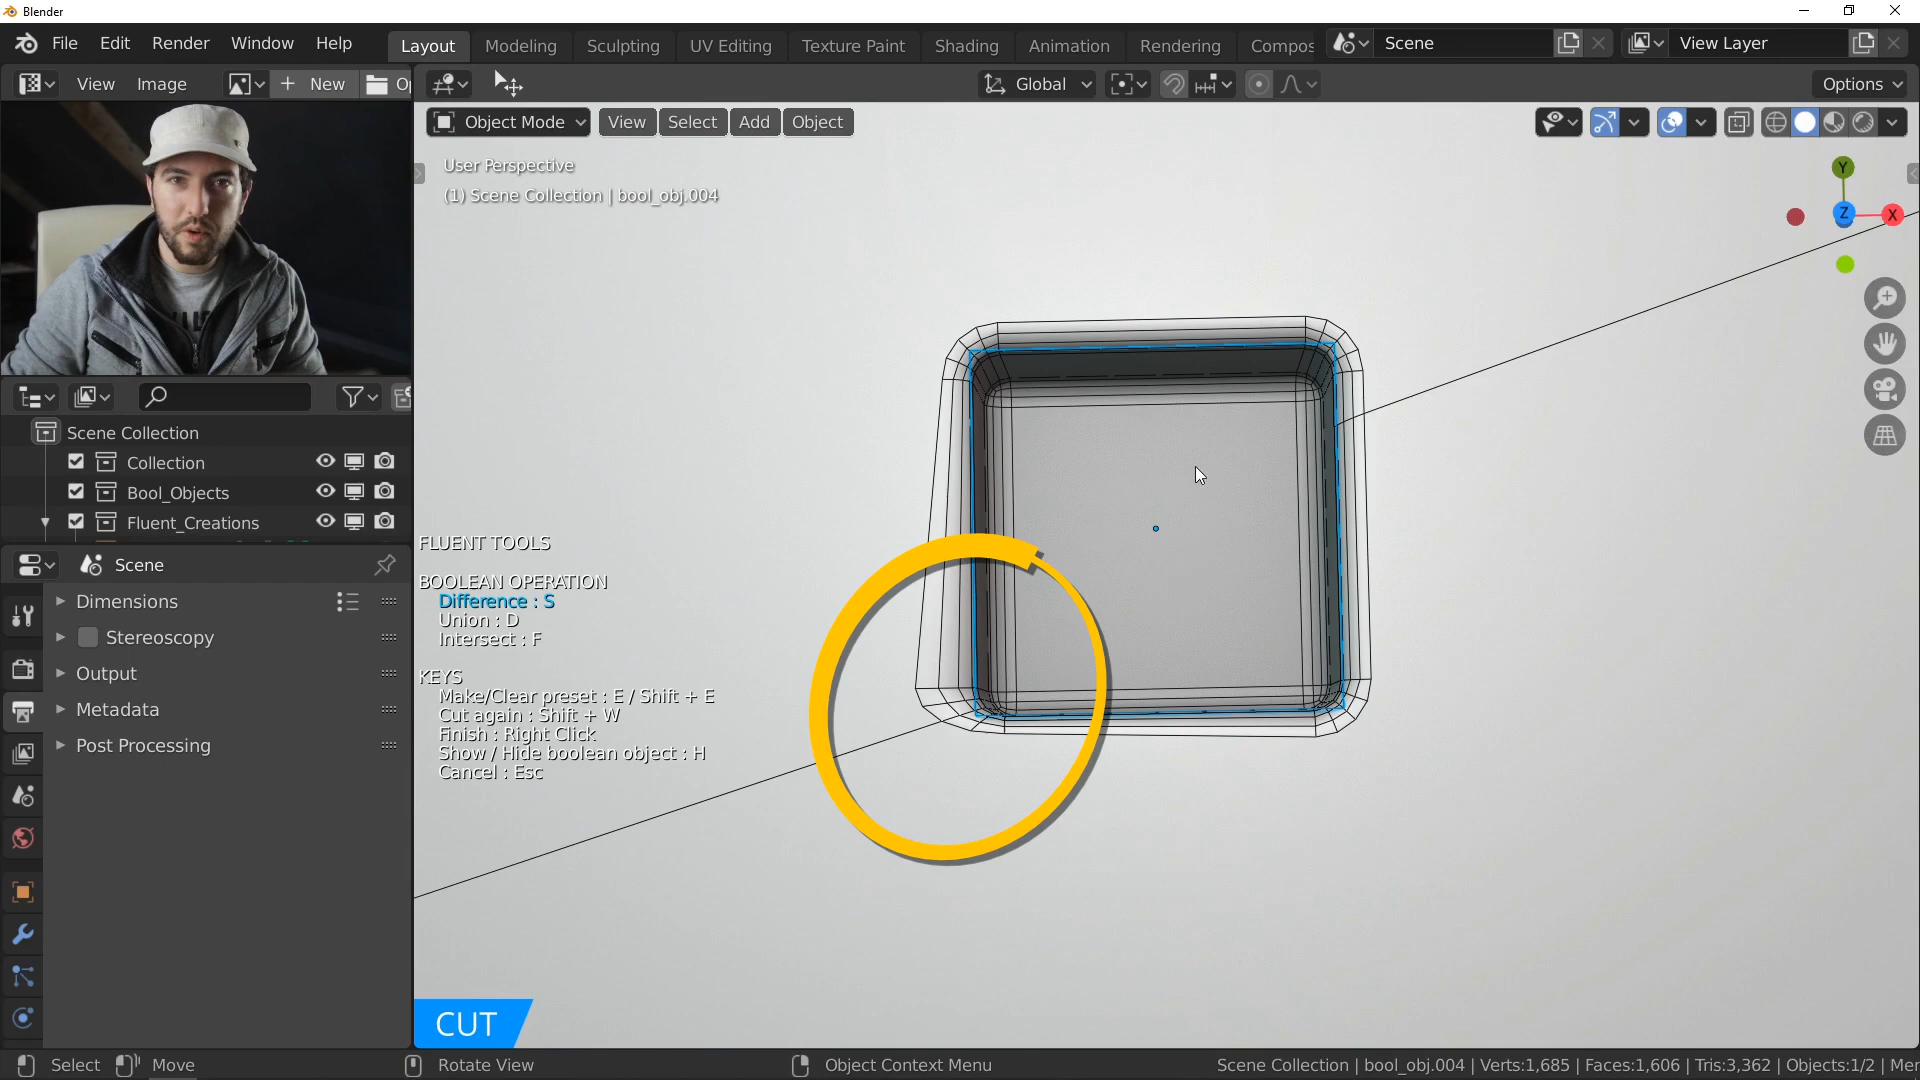 Blender
File Edit Render Window Help Layout Modeling Sculpting UV Editing Texture Paint Shading Animation Rendering Compos Scene View Layer
View Image New Op Global Options
Object Mode View Select Add Object
User Perspective
(1) Scene Collection | bool_obj.004
Y
Z X
Scene Collection
Collection
Bool_Objects
Fluent_Creations
Scene
Dimensions
Stereoscopy
Output
Metadata
Post Processing
FLUENT TOOLS
BOOLEAN OPERATION
Difference : S
Union : D
Intersect : F
KEYS
Make/Clear preset : E / Shift + E
Cut again : Shift + W
Finish : Right Click
Show / Hide boolean object : H
Cancel : Esc
CUT
Select Move Rotate View Object Context Menu Scene Collection | bool_obj.004 | Verts:1,685 | Faces:1,606 | Tris:3,362 | Objects:1/2 | Mer